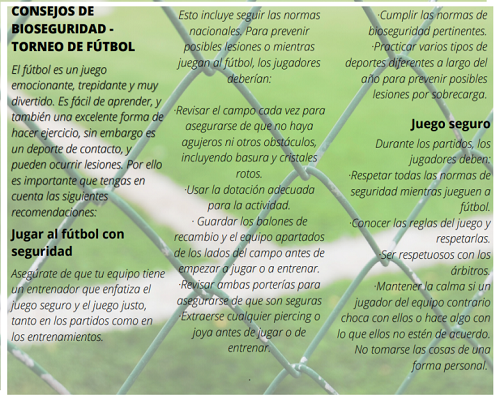 CONSEJOS DE
BIOSEGURIDAD -
TORNEO DE FÚTBOL
El fútbol es un juego
emocionante, trepidante y muy
divertido. Es fácil de aprender, y
también una excelente forma de
hacer ejercicio, sin embargo es
un deporte de contacto, y
pueden ocurrir lesiones. Por ello
es importante que tengas en
cuenta las siguientes
recomendaciones:
Jugar al fútbol con
seguridad
Asegúrate de que tu equipo tiene
un entrenador que enfatiza el
juego seguro y el juego justo,
tanto en los partidos como en
los entrenamientos.
Esto incluye seguir las normas
nacionales. Para prevenir
posibles lesiones o mientras
juegan al fútbol, los jugadores
deberían:
·Revisar el campo cada vez para
asegurarse de que no haya
agujeros ni otros obstáculos,
incluyendo basura y cristales
rotos.
·Usar la dotación adecuada
para la actividad.
· Guardar los balones de
recambio y el equipo apartados
de los lados del campo antes de
empezar a jugar o a entrenar.
·Revisar ambas porterías para
asegurarse de que son seguras
·Extraerse cualquier piercing o
joya antes de jugar o de
entrenar.
.
·Cumplir las normas de
bioseguridad pertinentes.
·Practicar varios tipos de
deportes diferentes a largo del
año para prevenir posibles
lesiones por sobrecarga.
Juego seguro
Durante los partidos, los
jugadores deben:
·Respetar todas las normas de
seguridad mientras jueguen a
fútbol.
·Conocer las reglas del juego y
respetarlas.
·Ser respetuosos con los
árbitros.
·Mantener la calma si un
jugador del equipo contrario
choca con ellos o hace algo con
lo que ellos no estén de acuerdo.
No tomarse las cosas de una
forma personal.